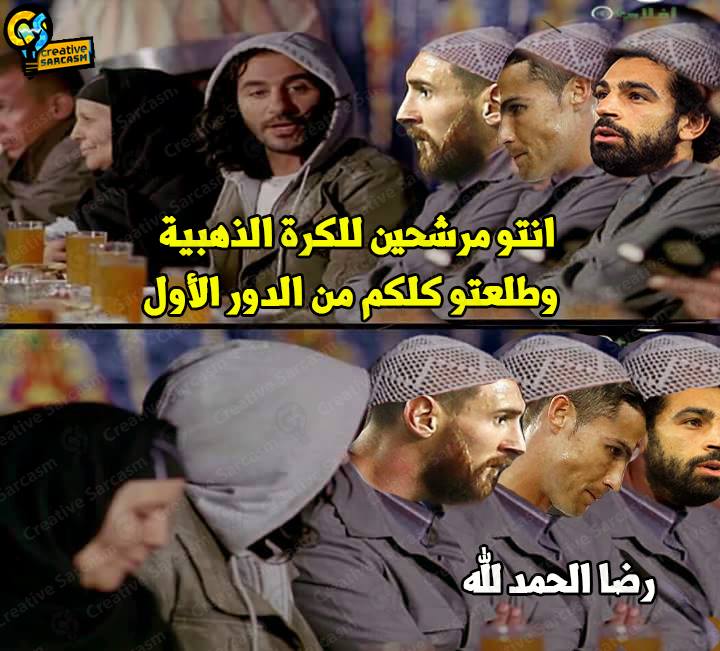 Creative
SARCASM
انتو مرشحين للكرة الذهبية
وطلعتو كلكم من الدور الأول
رضا الحمد لله